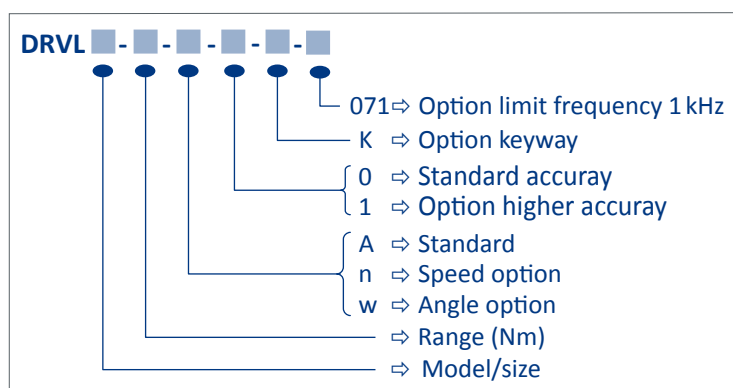 DRVL - - - - -
071⇨ Option limit frequency 1 kHz
K ⇨ Option keyway
0 ⇨ Standard accuray
1 ⇨ Option higher accuray
A ⇨ Standard
n ⇨ Speed option
w ⇨ Angle option
⇨ Range (Nm)
⇨ Model/size